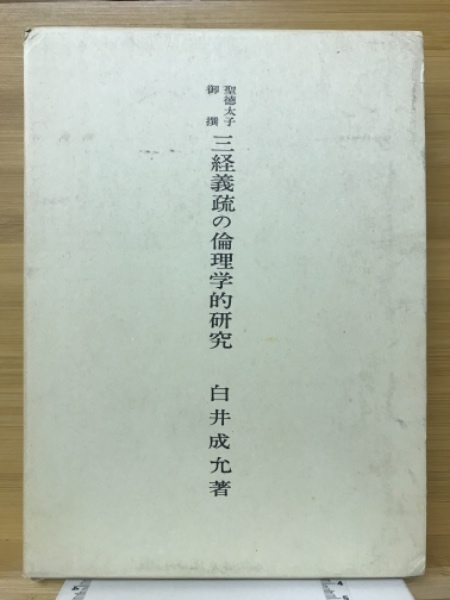 聖徳太子
御撰
三経義疏の倫理学的研究
白井成允著